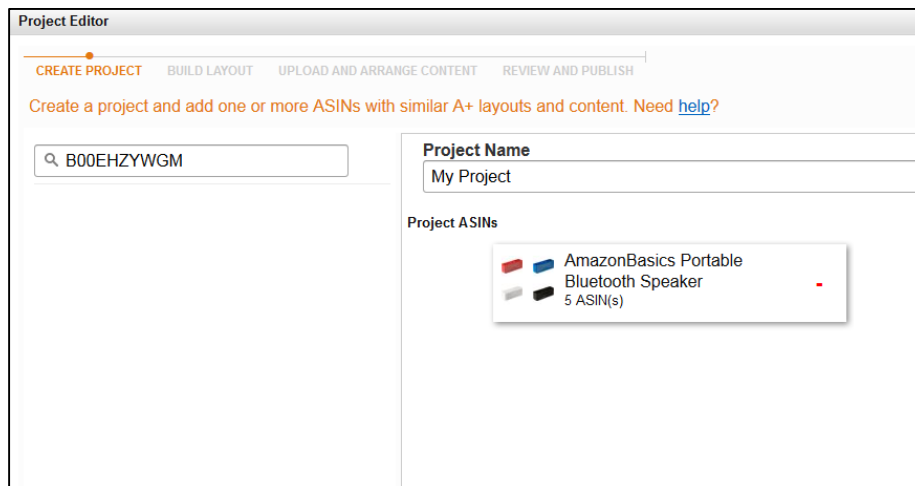 Project Editor
CREATE PROJECT BUILD LAYOUT UPLOAD AND ARRANGE CONTENT REVIEW AND PUBLISH
Create a project and add one or more ASINs with similar A+ layouts and content. Need help?
B00EHZYWGM
Project Name
My Project
Project ASINs
AmazonBasics Portable
Bluetooth Speaker
5 ASIN(s)
-